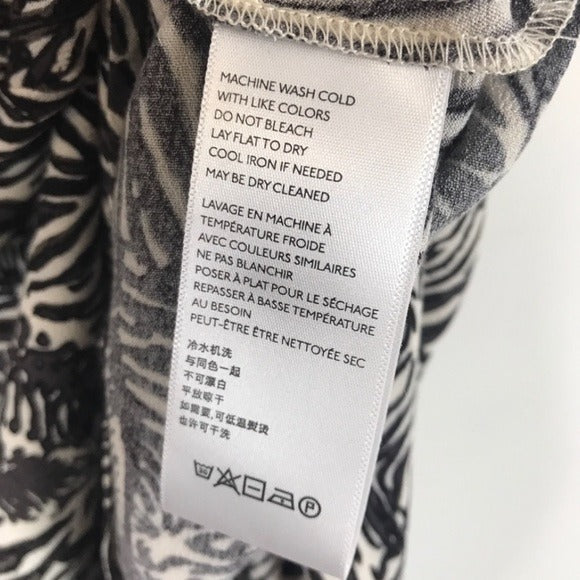 MACHINE WASH COLD
WITH LIKE COLORS
DO NOT BLEACH
LAY FLAT TO DRY
COOL IRON IF NEEDED
MAY BE DRY CLEANED
LAVAGE EN MACHINE À
TEMPÉRATURE FROIDE
AVEC COULEURS SIMILAIRES
NE PAS BLANCHIR
POSER À PLAT POUR LE SÉCHAGE
REPASSER À BASSE TEMPÉRATURE
AU BESOIN
PEUT-ÊTRE ÊTRE NETTOYÉE SEC
冷水机洗
与同色一起
不可漂白
平放晾干
如需要,可低温熨烫
也许可干洗
30 P